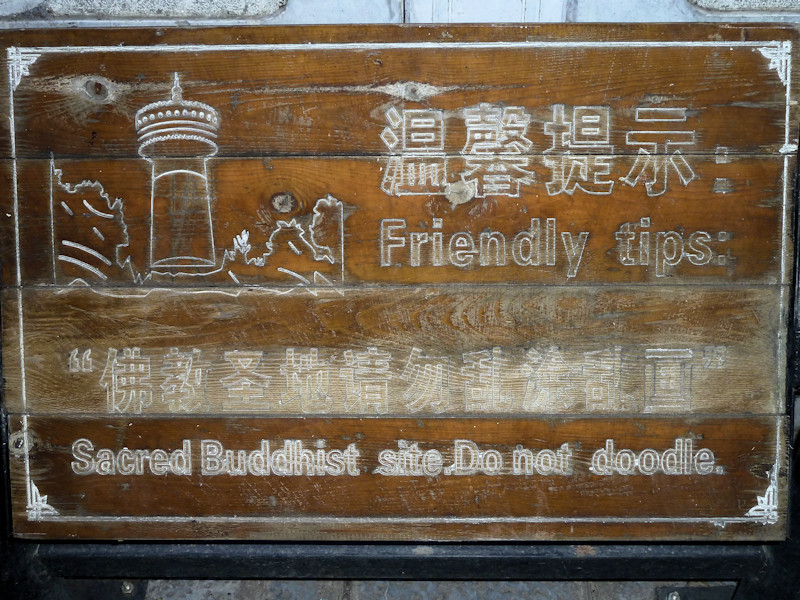 温馨提示:
Friendly tips:
“佛教圣地请勿乱涂乱画”
Sacred Buddhist site.Do not doodle.